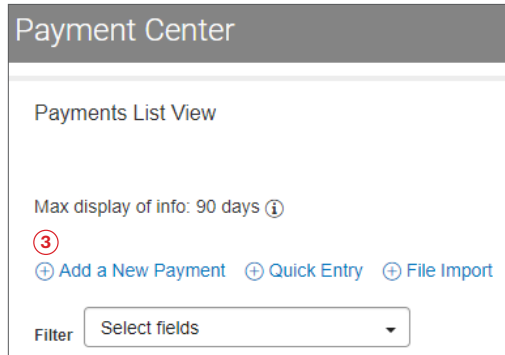 Payment Center
Payments List View
Max display of info: 90 days i
3
+ Add a New Payment + Quick Entry + File Import
Filter Select fields